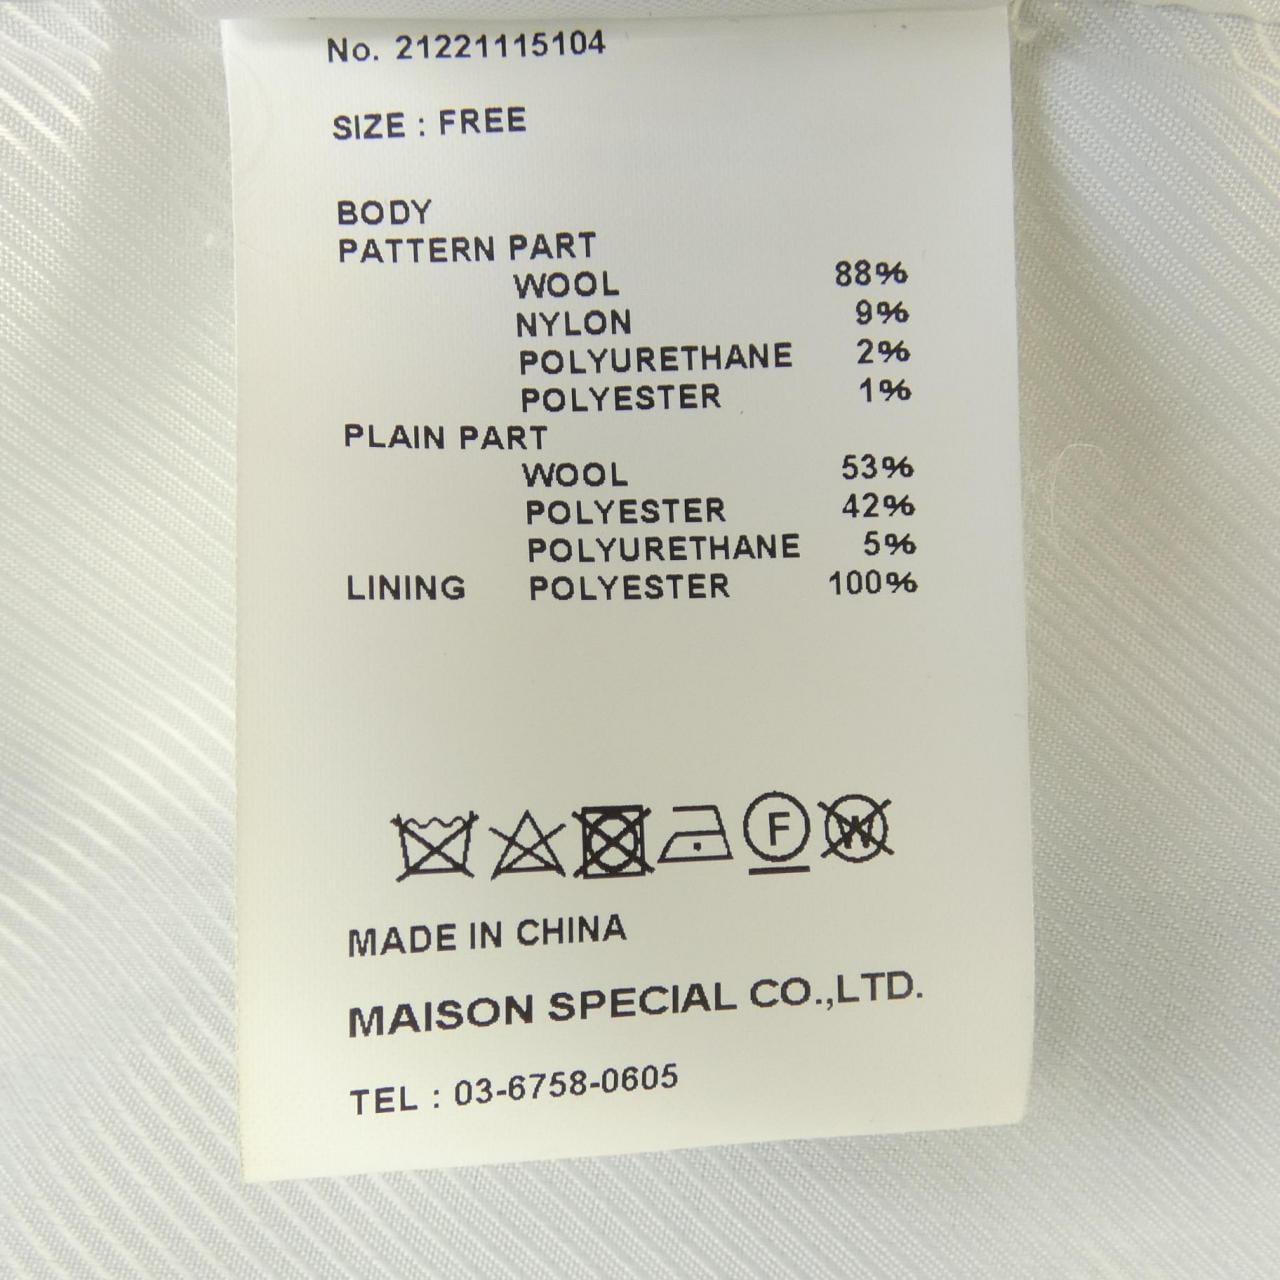 No. 21221115104
SIZE : FREE
BODY
PATTERN PART
WOOL 88%
NYLON 9%
POLYURETHANE 2%
POLYESTER 1%
PLAIN PART
WOOL 53%
POLYESTER 42%
POLYURETHANE 5%
LINING POLYESTER 100%
F W
MADE IN CHINA
MAISON SPECIAL CO.,LTD.
TEL : 03-6758-0605